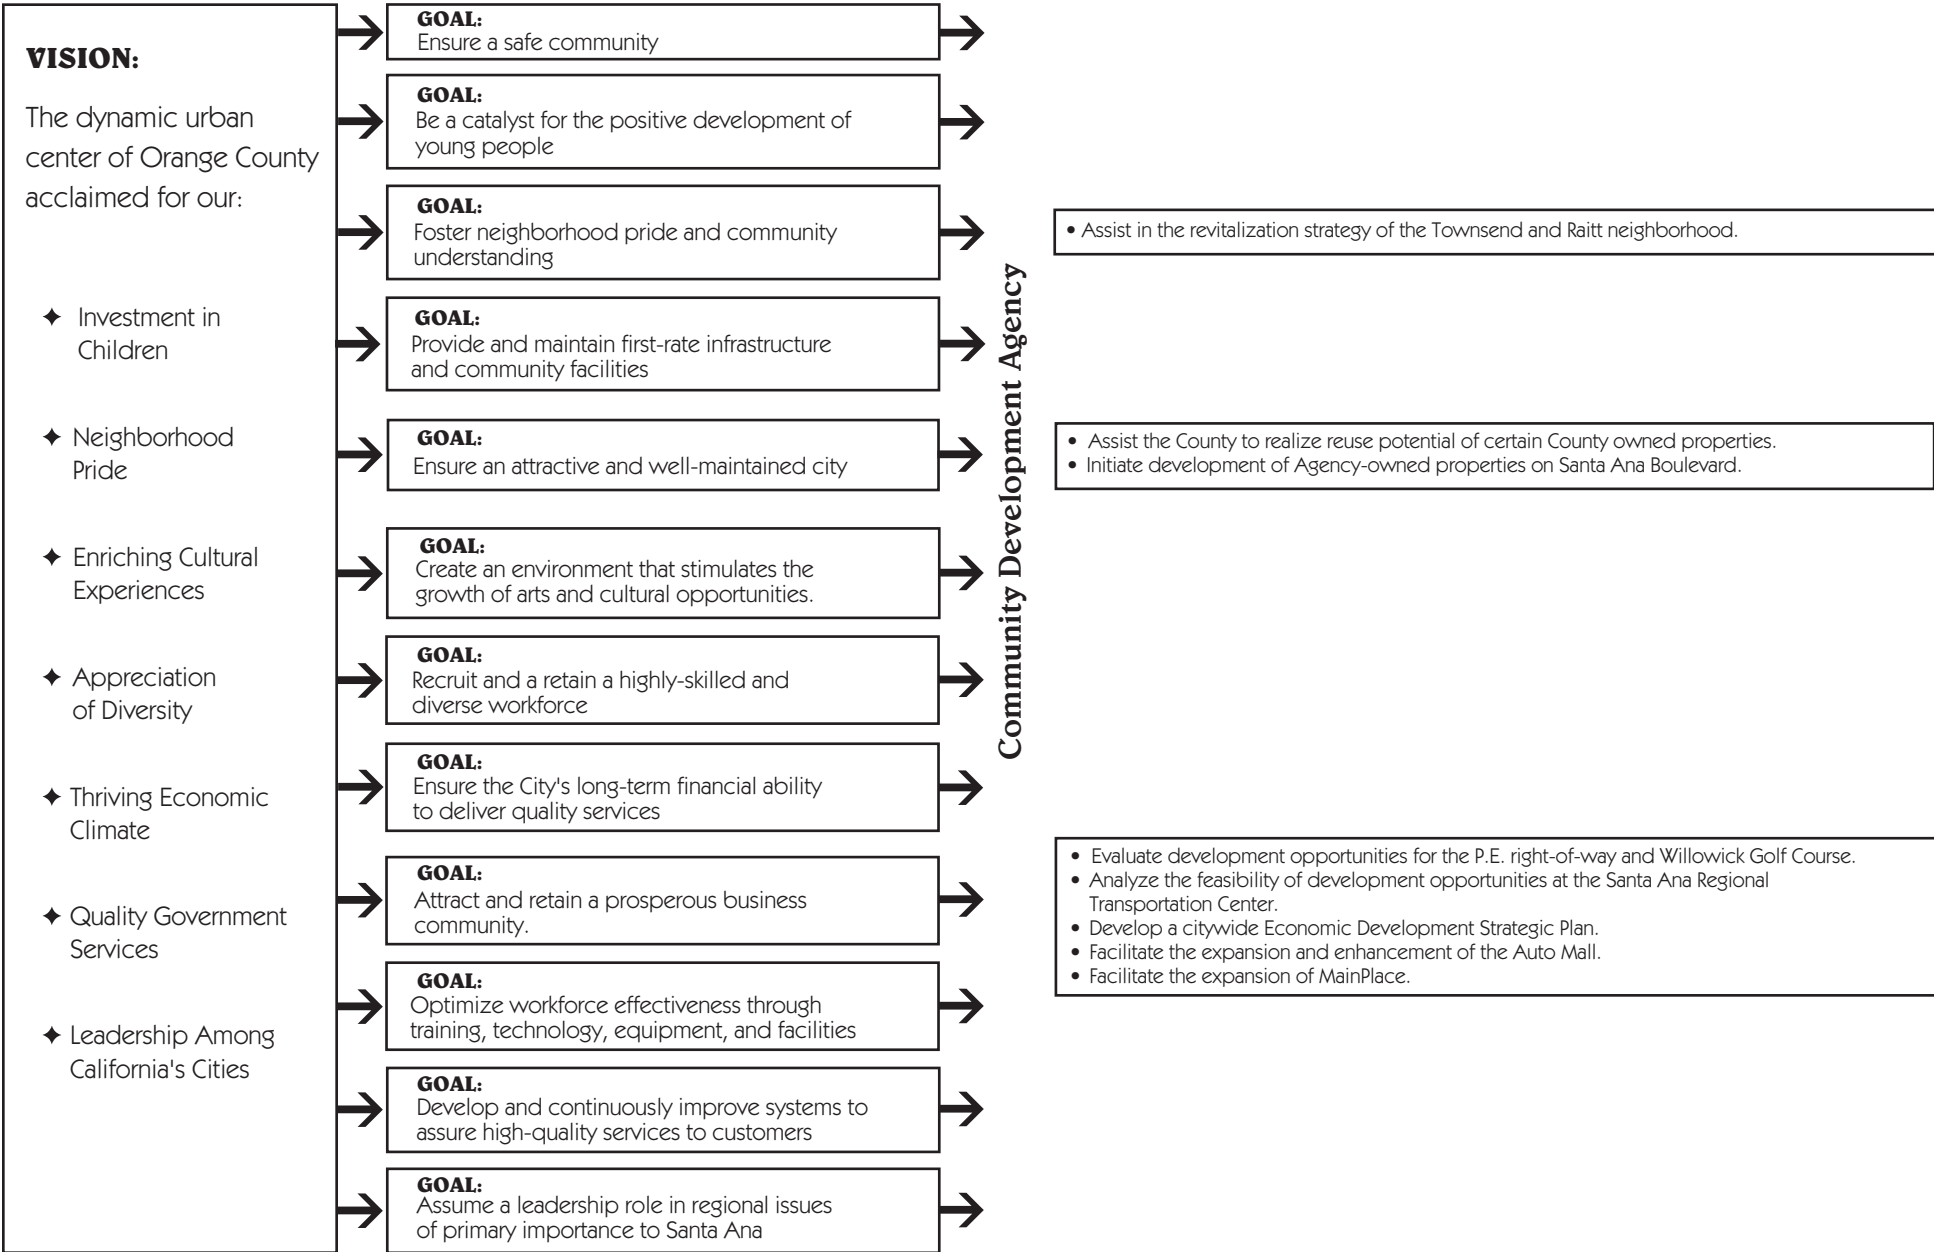 VISION:
The dynamic urban
center of Orange County
acclaimed for our:
✦ Investment in
Children
✦ Neighborhood
Pride
✦ Enriching Cultural
Experiences
✦ Appreciation
of Diversity
✦ Thriving Economic
Climate
✦ Quality Government
Services
✦ Leadership Among
California's Cities
GOAL:
Ensure a safe community
GOAL:
Be a catalyst for the positive development of
young people
GOAL:
Foster neighborhood pride and community
understanding
GOAL:
Provide and maintain first-rate infrastructure
and community facilities
GOAL:
Ensure an attractive and well-maintained city
GOAL:
Create an environment that stimulates the
growth of arts and cultural opportunities.
GOAL:
Recruit and a retain a highly-skilled and
diverse workforce
GOAL:
Ensure the City's long-term financial ability
to deliver quality services
GOAL:
Attract and retain a prosperous business
community.
GOAL:
Optimize workforce effectiveness through
training, technology, equipment, and facilities
GOAL:
Develop and continuously improve systems to
assure high-quality services to customers
GOAL:
Assume a leadership role in regional issues
of primary importance to Santa Ana
Community Development Agency
• Assist in the revitalization strategy of the Townsend and Raitt neighborhood.
• Assist the County to realize reuse potential of certain County owned properties.
• Initiate development of Agency-owned properties on Santa Ana Boulevard.
• Evaluate development opportunities for the P.E. right-of-way and Willowick Golf Course.
• Analyze the feasibility of development opportunities at the Santa Ana Regional
Transportation Center.
• Develop a citywide Economic Development Strategic Plan.
• Facilitate the expansion and enhancement of the Auto Mall.
• Facilitate the expansion of MainPlace.